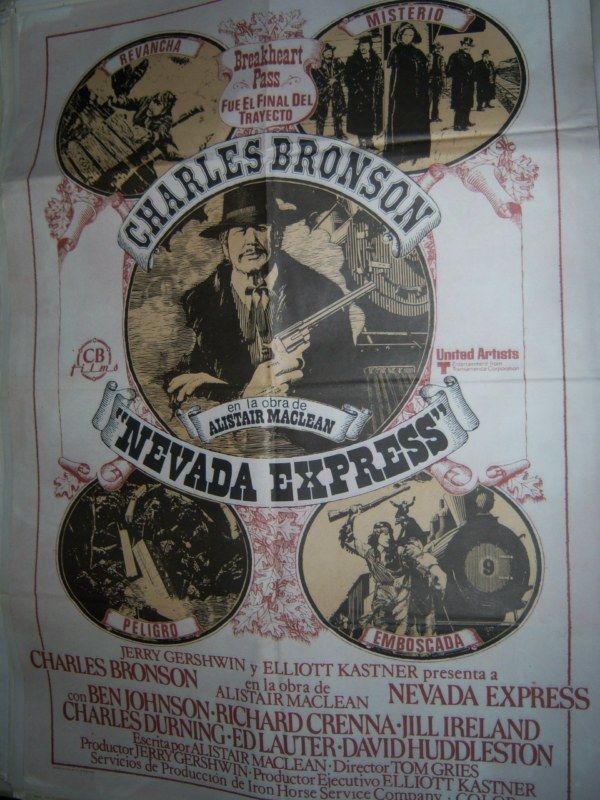 REVANCHA
Breakheart
Pass
FUE EL FINAL DEL
TRAYECTO
MISTERIO
CHARLES BRONSON
CB
films
United Artists
T Entertainment from
Transamerica Corporation
en la obra de
ALISTAIR MACLEAN
"NEVADA EXPRESS"
9
PELIGRO
EMBOSCADA
JERRY GERSHWIN y ELLIOTT KASTNER presenta a
CHARLES BRONSON en la obra de ALISTAIR MACLEAN NEVADA EXPRESS
con BEN JOHNSON · RICHARD CRENNA · JILL IRELAND
CHARLES DURNING · ED LAUTER · DAVID HUDDLESTON
Escrita por ALISTAIR MACLEAN · Director TOM GRIES
Productor JERRY GERSHWIN · Productor Ejecutivo ELLIOTT KASTNER
Servicios de Producción de Iron Horse Service Company